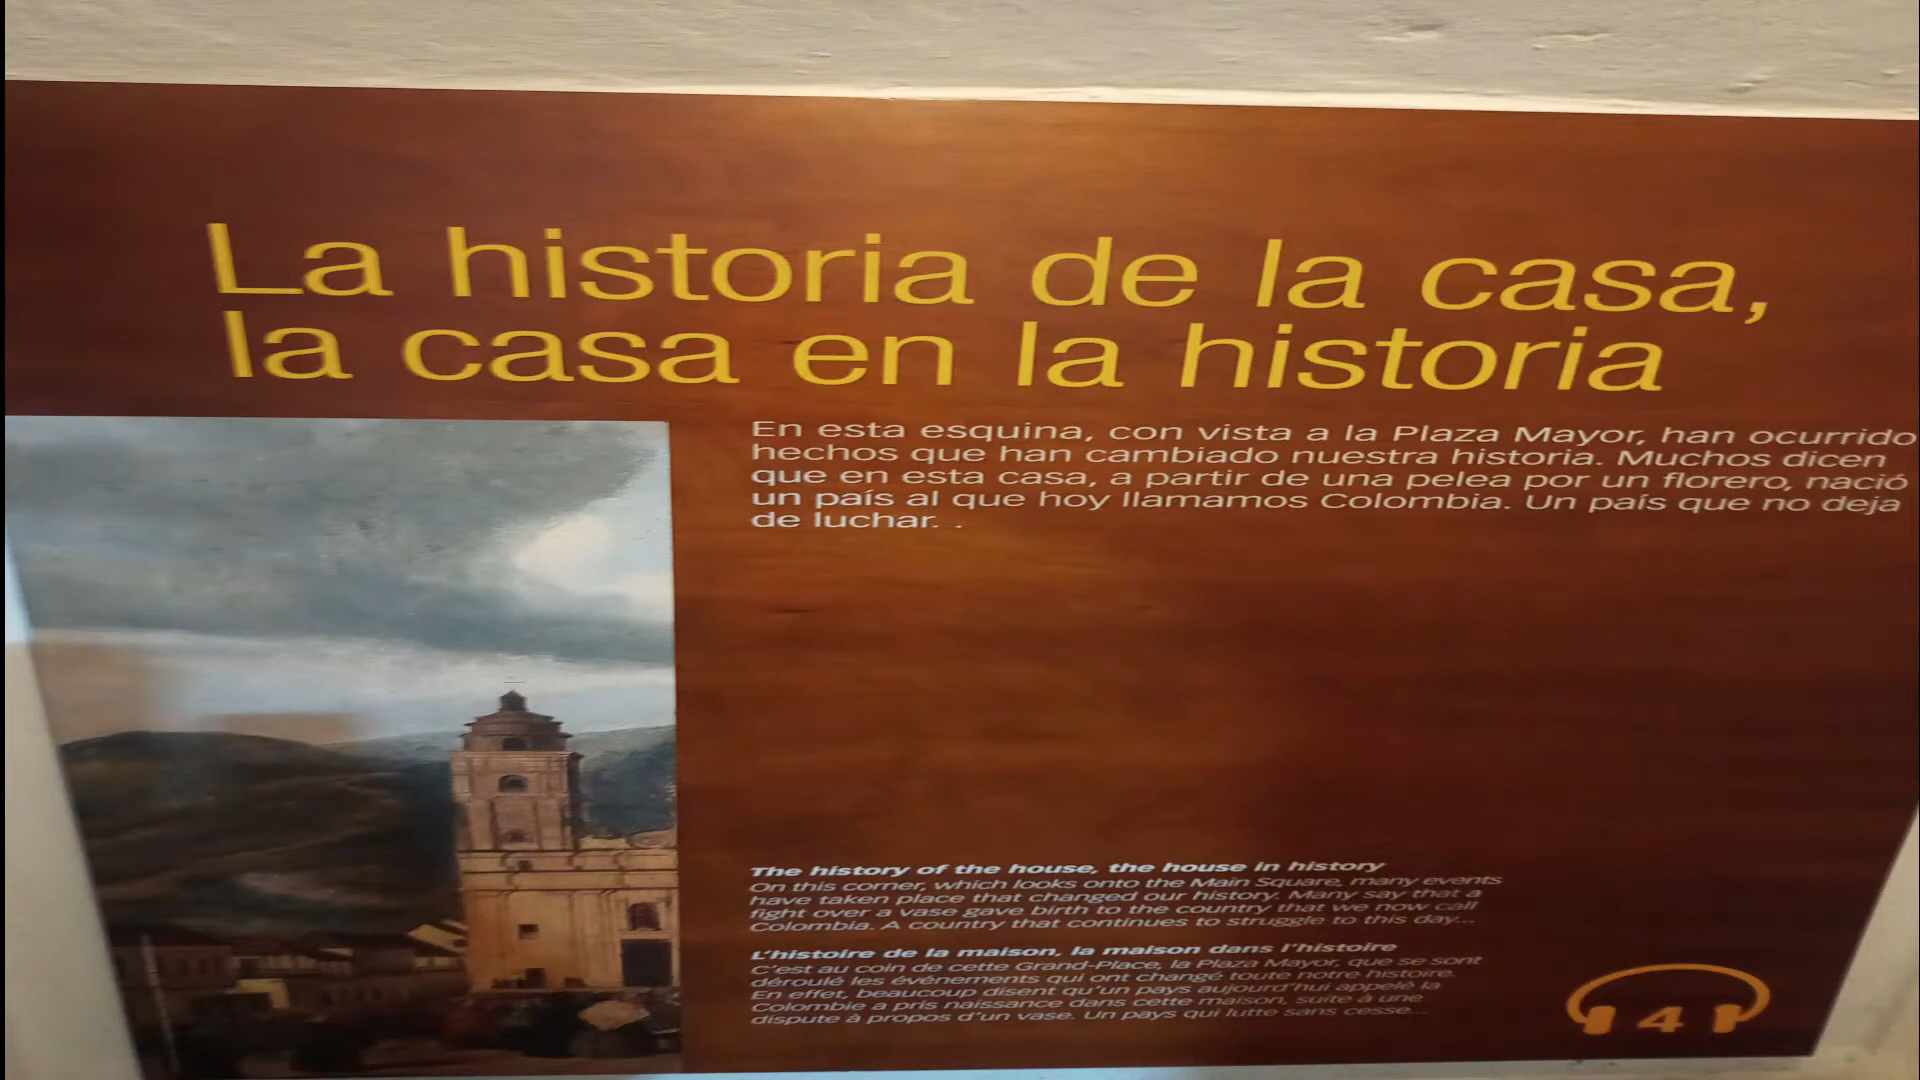 La historia de la casa,
la casa en la historia
En esta esquina, con vista a la Plaza Mayor, han ocurrido
hechos que han cambiado nuestra historia. Muchos dicen
que en esta casa, a partir de una pelea por un florero, nació
un país al que hoy llamamos Colombia. Un país que no deja
de luchar. .
The history of the house, the house in history
On this corner, which looks onto the Main Square, many events
have taken place that changed our history. Many say that a
fight over a vase gave birth to the country that we now call
Colombia. A country that continues to struggle to this day...
L'histoire de la maison, la maison dans l'histoire
C'est au coin de cette Grand-Place, la Plaza Mayor, que se sont
déroulé les événements qui ont changé toute notre histoire.
En effet, beaucoup disent qu'un pays aujourd'hui appelé la
Colombie a pris naissance dans cette maison, suite à une
dispute à propos d'un vase. Un pays qui lutte sans cesse...
4